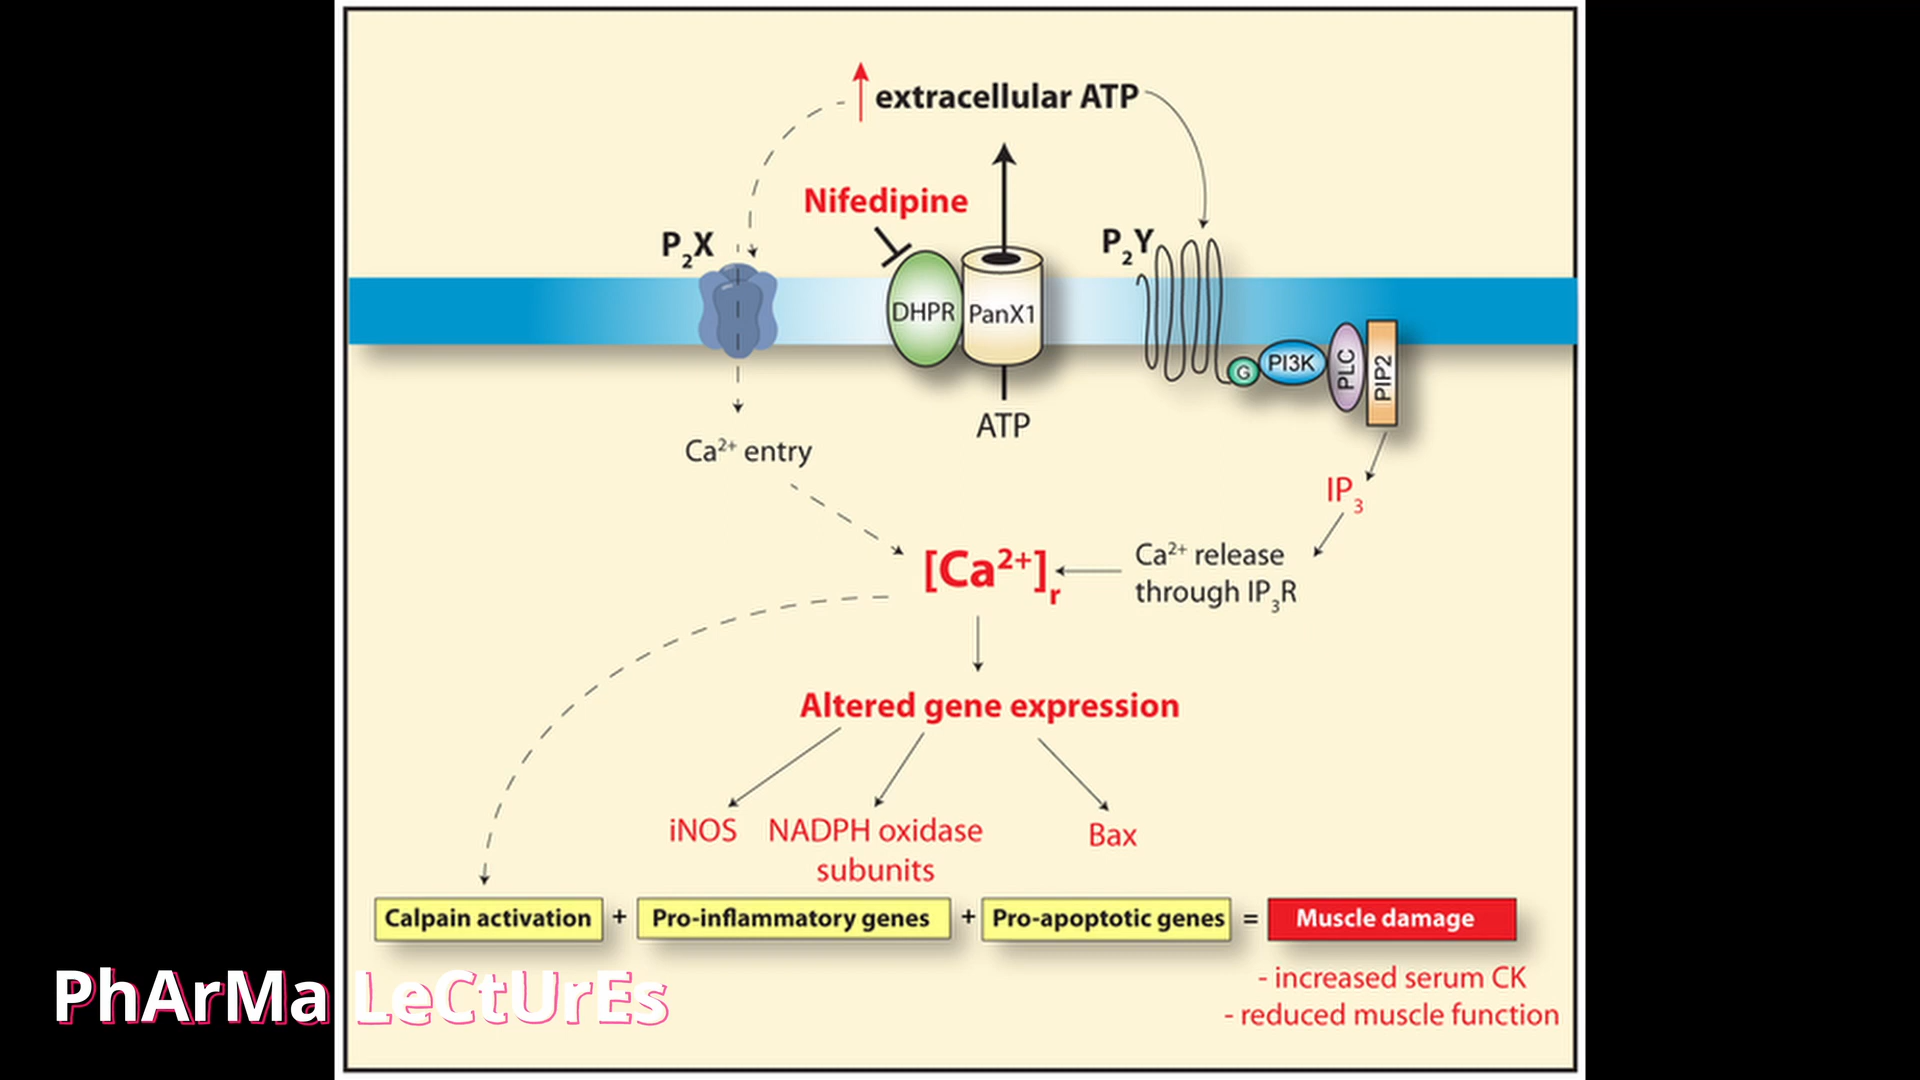 extracellular ATP
Nifedipine
P2X
P2Y
DHPR
PanX1
G
PI3K
PLC
PIP2
ATP
Ca2+ entry
IP3
[Ca2+]r
Ca2+ release
through IP3R
Altered gene expression
iNOS
NADPH oxidase
subunits
Bax
Calpain activation + Pro-inflammatory genes + Pro-apoptotic genes = Muscle damage
- increased serum CK
- reduced muscle function
PhArMa LeCtUrEs